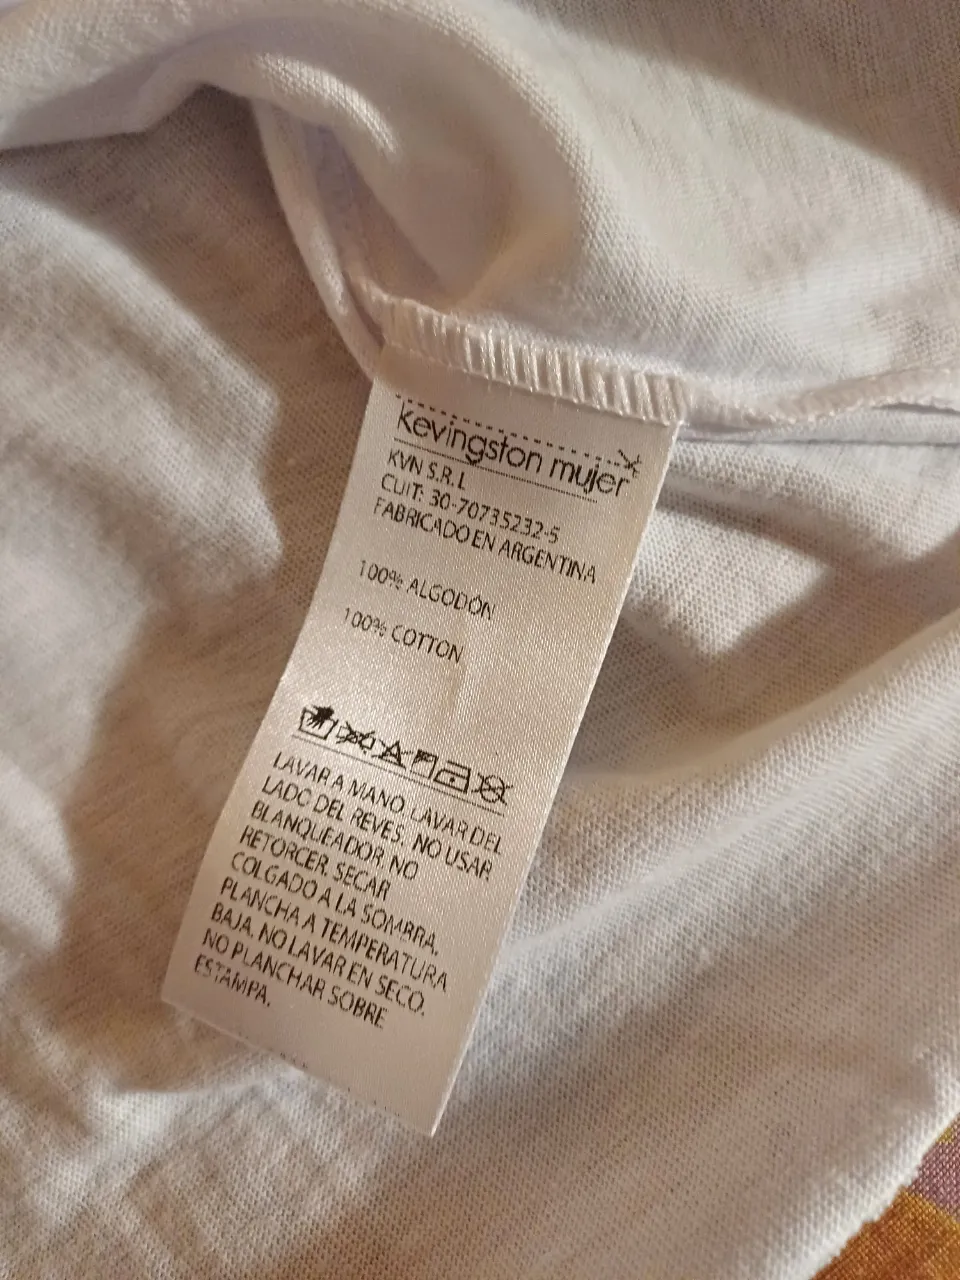 kevingston mujer
KVN S.R.L
CUIT: 30-70735232-5
FABRICADO EN ARGENTINA
100% ALGODÓN
100% COTTON
LAVAR A MANO. LAVAR DEL
LADO DEL REVES. NO USAR
BLANQUEADOR. NO
RETORCER. SECAR
COLGADO A LA SOMBRA.
PLANCHA A TEMPERATURA
BAJA. NO LAVAR EN SECO.
NO PLANCHAR SOBRE
ESTAMPA.